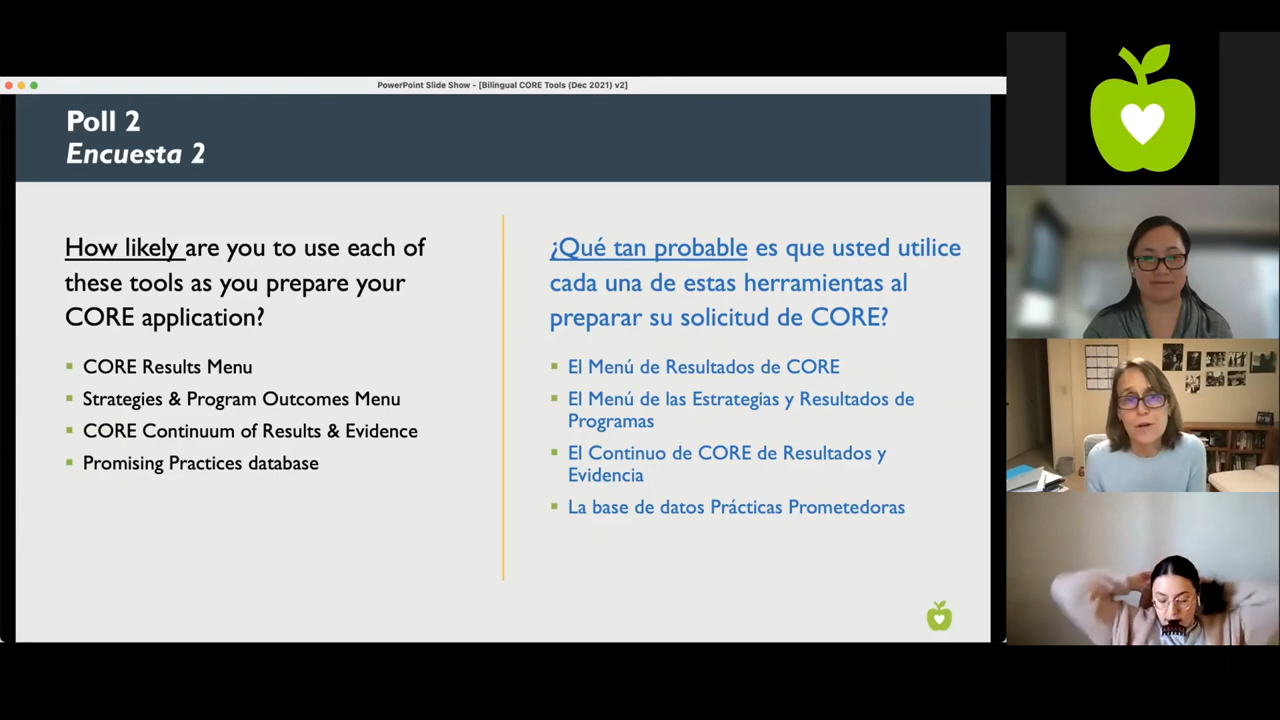 PowerPoint Slide Show - [Bilingual CORE Tools (Dec 2021) v2]
Poll 2
Encuesta 2
How likely are you to use each of
these tools as you prepare your
CORE application?
CORE Results Menu
Strategies & Program Outcomes Menu
CORE Continuum of Results & Evidence
Promising Practices database
¿Qué tan probable es que usted utilice
cada una de estas herramientas al
preparar su solicitud de CORE?
El Menú de Resultados de CORE
El Menú de las Estrategias y Resultados de
Programas
El Continuo de CORE de Resultados y
Evidencia
La base de datos Prácticas Prometedoras